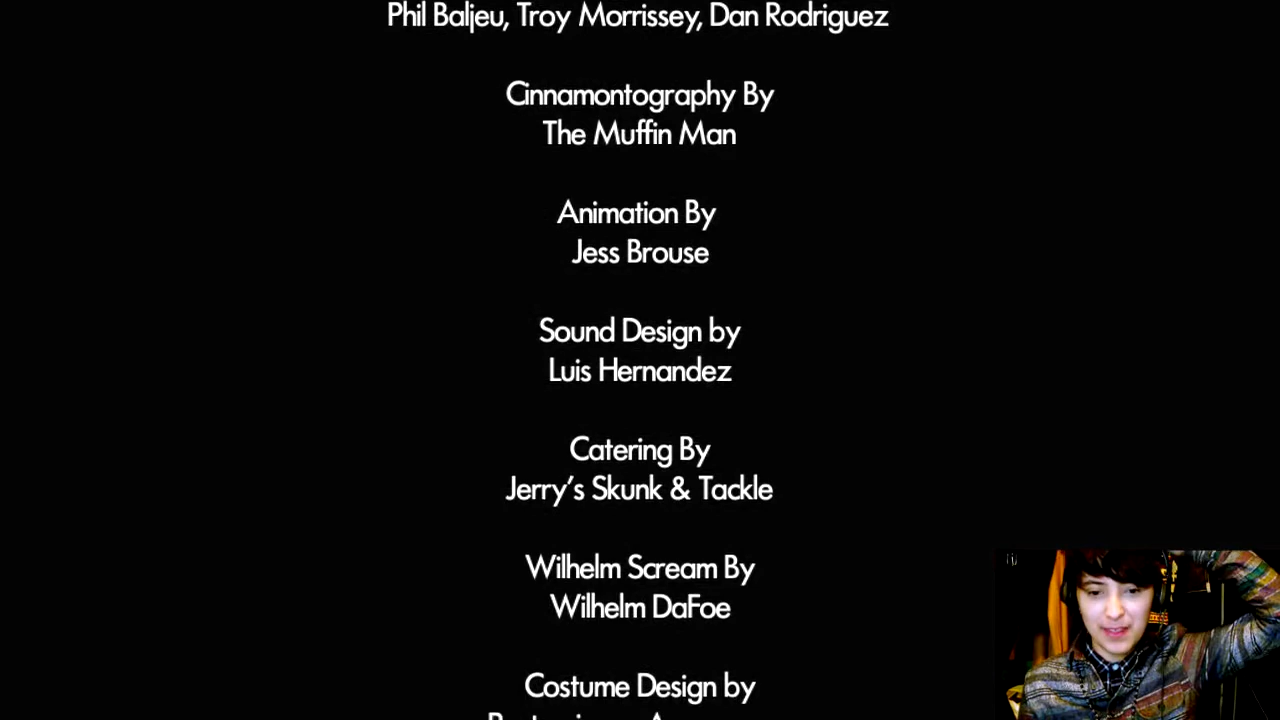 Phil Baljeu, Troy Morrissey, Dan Rodriguez
Cinnamontography By
The Muffin Man
Animation By
Jess Brouse
Sound Design by
Luis Hernandez
Catering By
Jerry's Skunk & Tackle
Wilhelm Scream By
Wilhelm DaFoe
Costume Design by